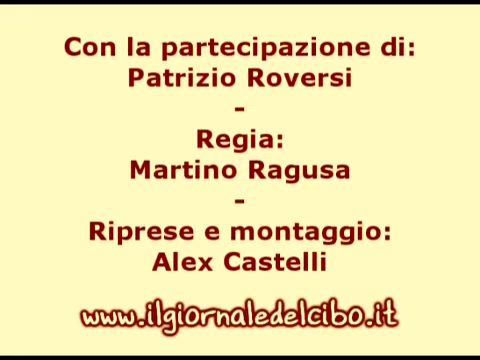 Con la partecipazione di:
Patrizio Roversi
-
Regia:
Martino Ragusa
-
Riprese e montaggio:
Alex Castelli
www.ilgiornaledelcibo.it